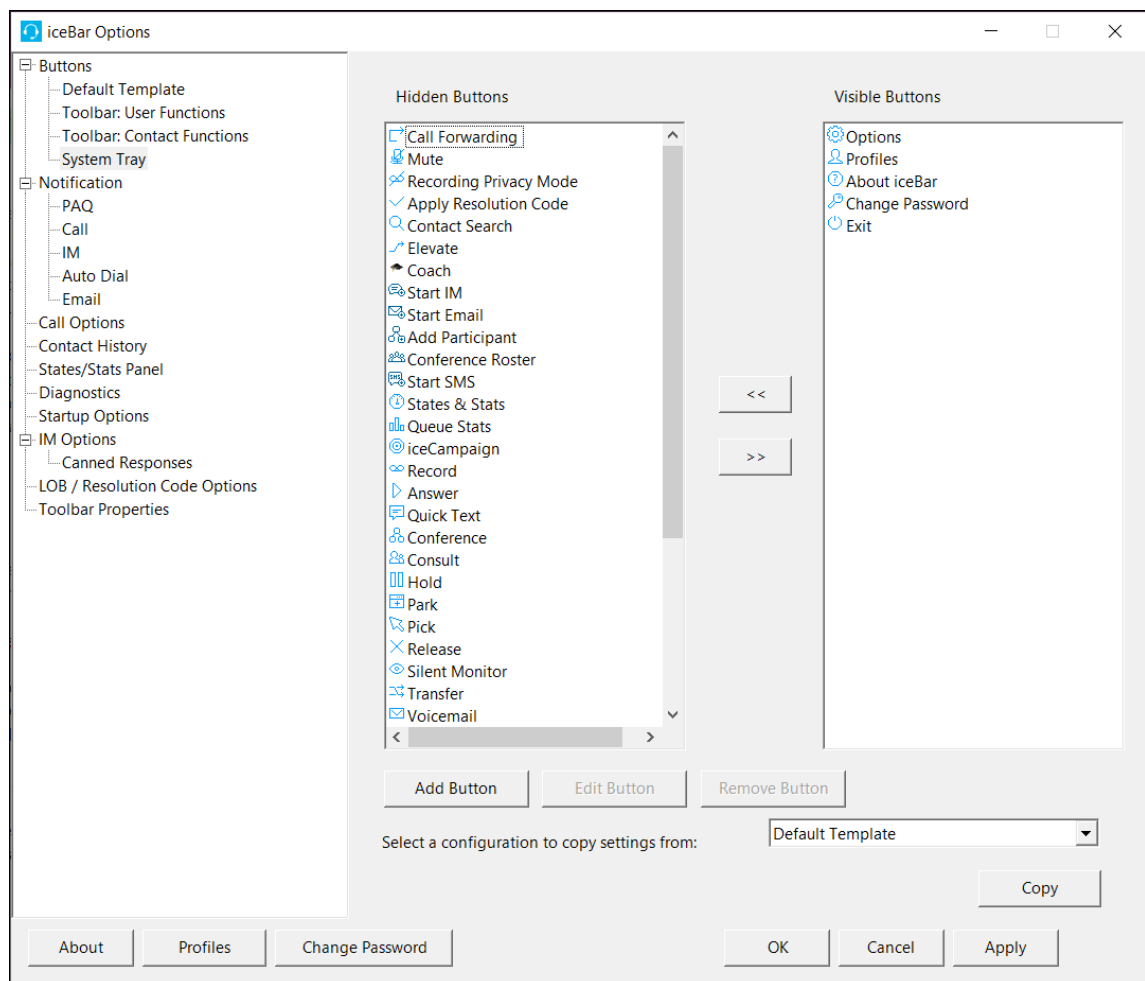 iceBar Options
Buttons
Default Template
Toolbar: User Functions
Toolbar: Contact Functions
System Tray
Notification
PAQ
Call
IM
Auto Dial
Email
Call Options
Contact History
States/Stats Panel
Diagnostics
Startup Options
IM Options
Canned Responses
LOB / Resolution Code Options
Toolbar Properties
Hidden Buttons
Call Forwarding
Mute
Recording Privacy Mode
Apply Resolution Code
Contact Search
Elevate
Coach
Start IM
Start Email
Add Participant
Conference Roster
Start SMS
States & Stats
Queue Stats
iceCampaign
Record
Answer
Quick Text
Conference
Consult
Hold
Park
Pick
Release
Silent Monitor
Transfer
Voicemail
<<
>>
Visible Buttons
Options
Profiles
About iceBar
Change Password
Exit
Add Button Edit Button Remove Button
Select a configuration to copy settings from: Default Template
Copy
About Profiles Change Password OK Cancel Apply